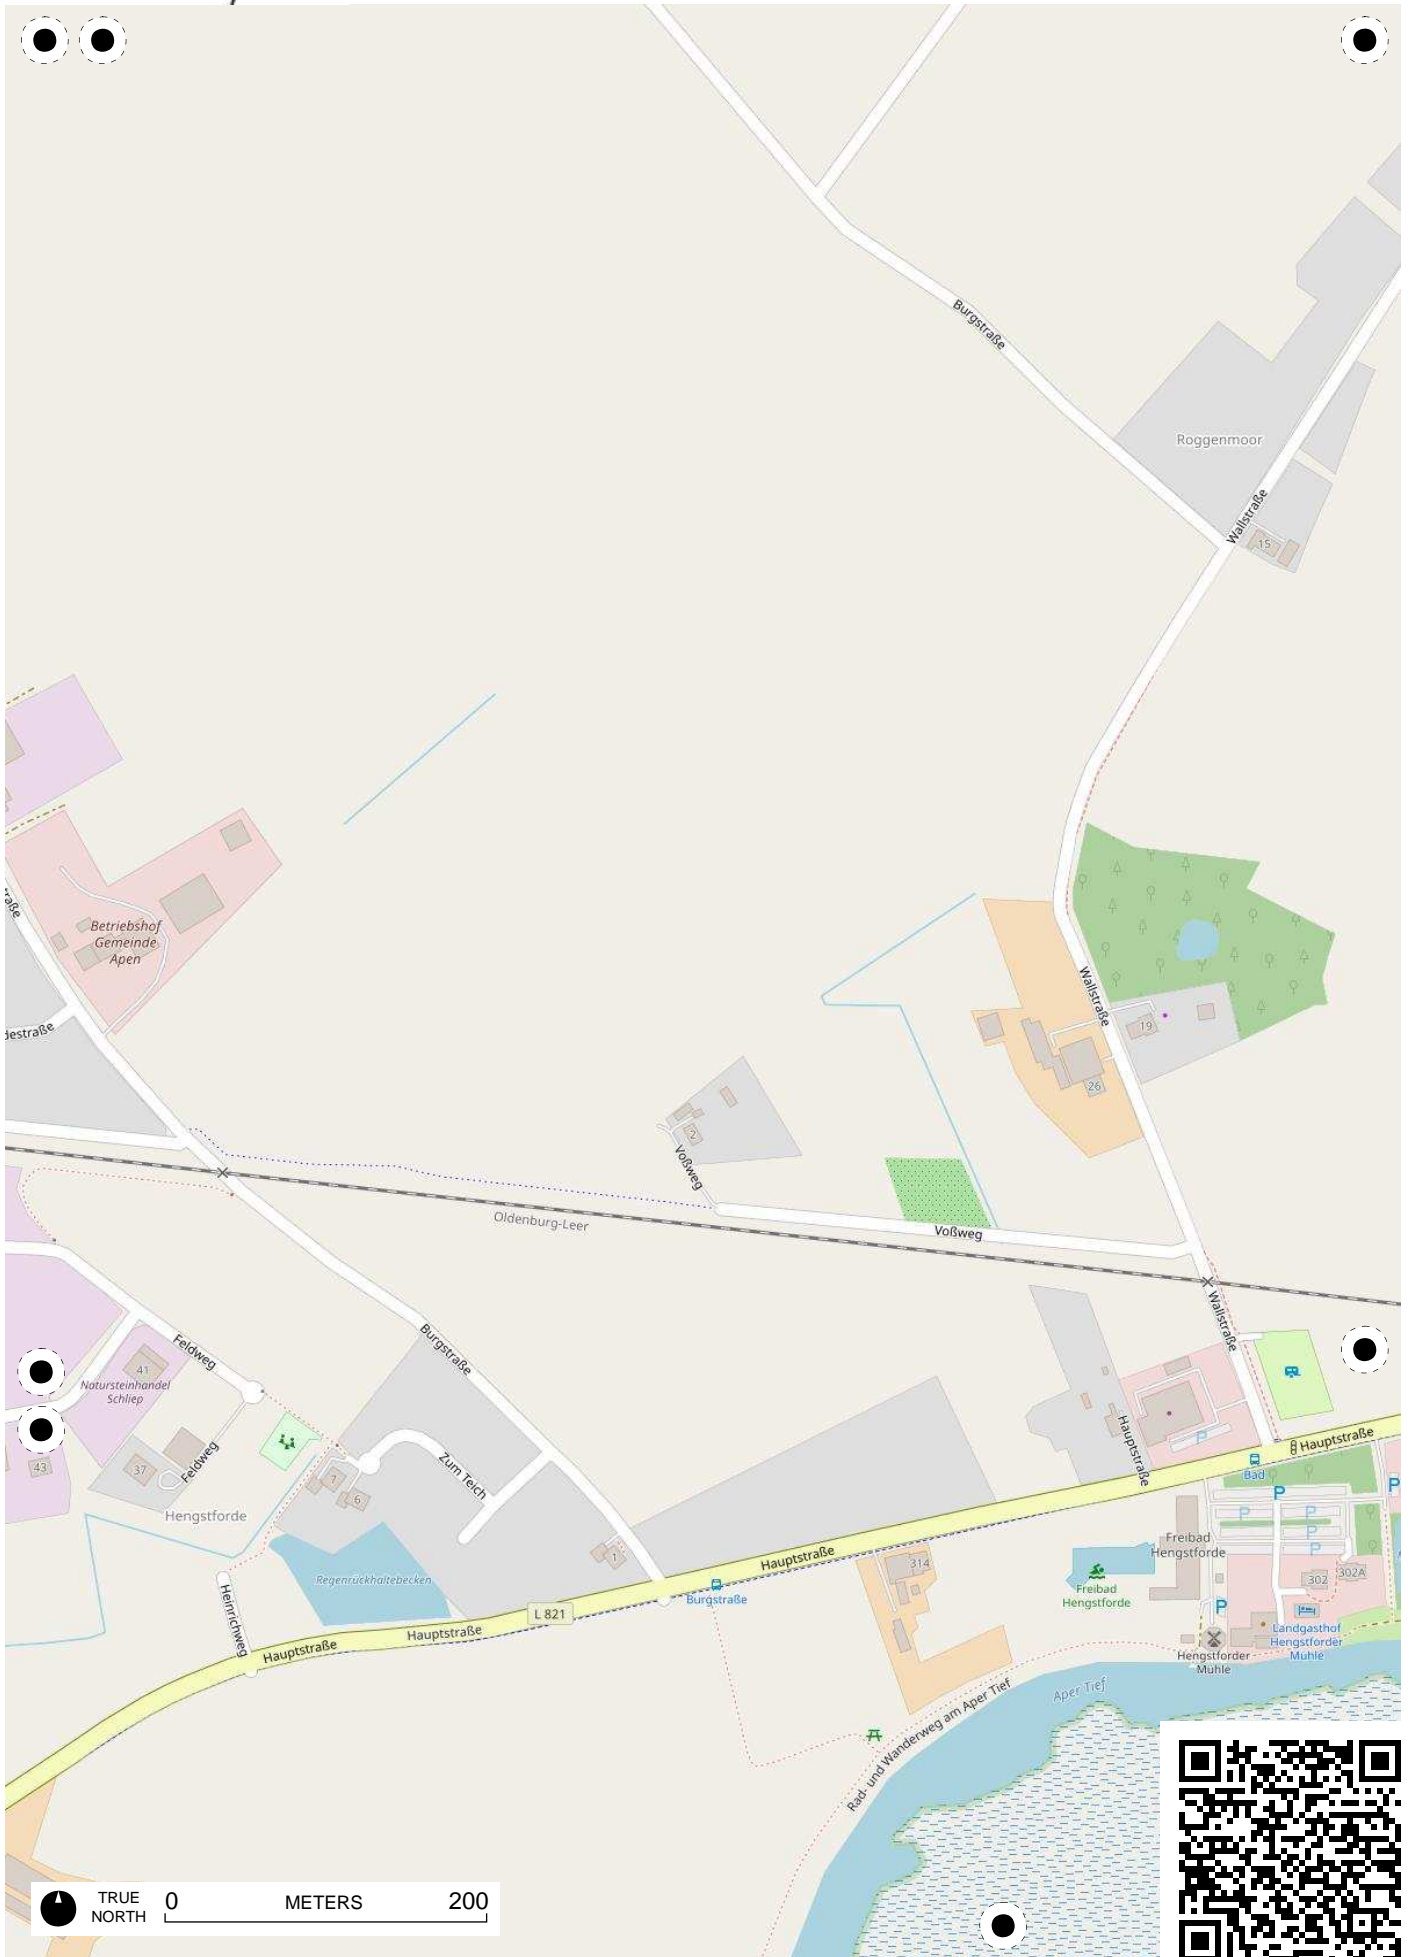 Burgstraße
Roggenmoor
Wallstraße
15
Betriebshof
Gemeinde
Apen
Wallstraße
19
26
2
Voßweg
Oldenburg-Leer
Voßweg
Wallstraße
Feldweg
Burgstraße
41
Natursteinhandel
Schliep
Hauptstraße
P
Hauptstraße
Bad
43
37
Feldweg
Zum Teich
7
6
P
P
P
P
P
P
Hengstforde
Freibad
Hengstforde
1
Hauptstraße
314
Regenrückhaltebecken
Burgstraße
Freibad
Hengstforde
302
302A
P
L 821
Heinrichweg
Hauptstraße
Hauptstraße
Landgasthof
Hengstforder
Mühle
Hengstforder
Mühle
Aper Tief
Rad- und Wanderweg am Aper Tief
TRUE
NORTH
0 METERS 200